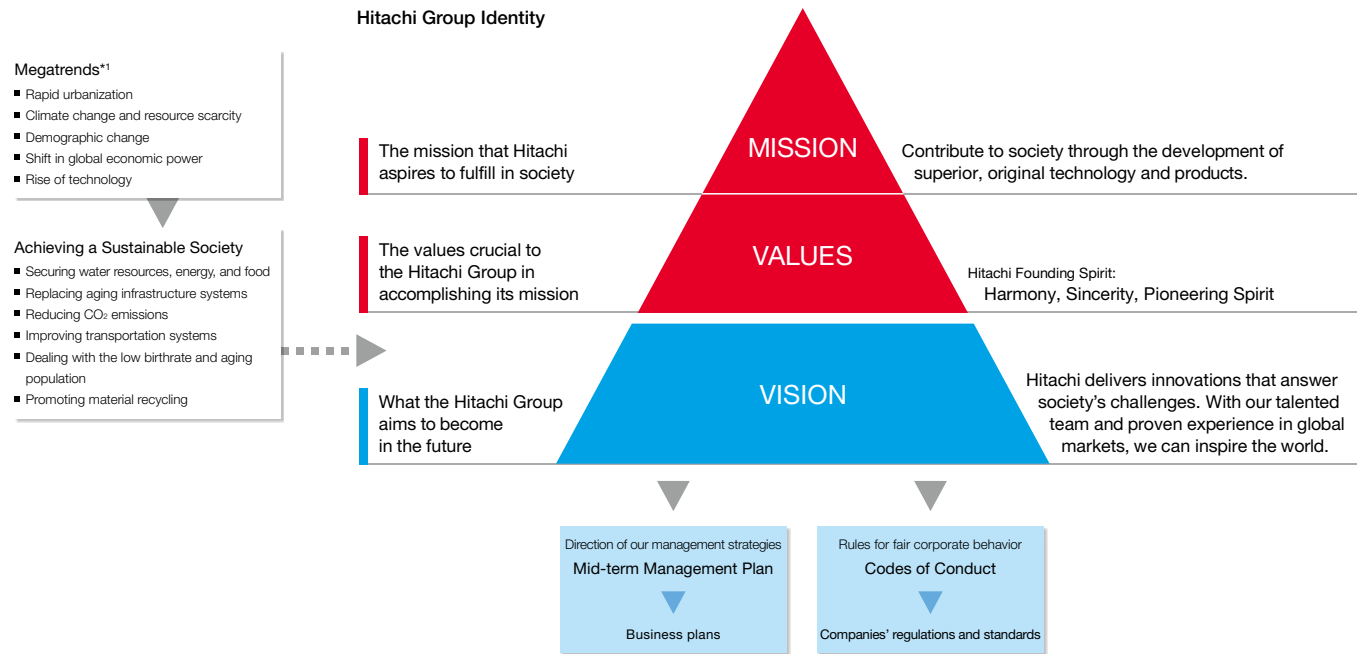 Hitachi Group Identity
Megatrends*1
■ Rapid urbanization
■ Climate change and resource scarcity
■ Demographic change
■ Shift in global economic power
■ Rise of technology
Achieving a Sustainable Society
■ Securing water resources, energy, and food
■ Replacing aging infrastructure systems
■ Reducing CO₂ emissions
■ Improving transportation systems
■ Dealing with the low birthrate and aging
population
■ Promoting material recycling
The mission that Hitachi
aspires to fulfill in society
MISSION
Contribute to society through the development of
superior, original technology and products.
The values crucial to
the Hitachi Group in
accomplishing its mission
VALUES
Hitachi Founding Spirit:
Harmony, Sincerity, Pioneering Spirit
What the Hitachi Group
aims to become
in the future
VISION
Hitachi delivers innovations that answer
society’s challenges. With our talented
team and proven experience in global
markets, we can inspire the world.
Direction of our management strategies
Mid-term Management Plan
Business plans
Rules for fair corporate behavior
Codes of Conduct
Companies’ regulations and standards